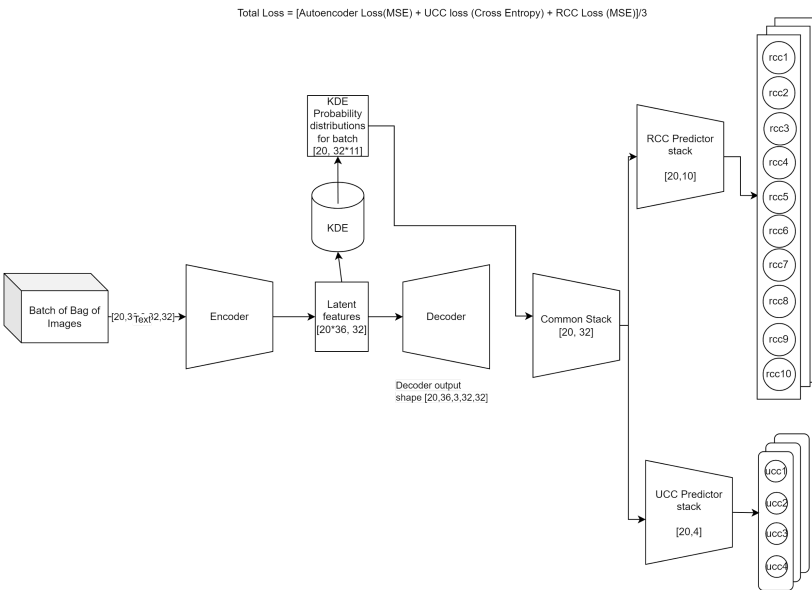 Total Loss = [Autoencoder Loss(MSE) + UCC loss (Cross Entropy) + RCC Loss (MSE)]/3
KDE
Probability
distributions
for batch
[20, 32*11]
KDE
Batch of Bag of
Images
Text
Encoder
Latent
features
[20*36, 32]
Decoder
Decoder output
shape [20,36,3,32,32]
Common Stack
[20, 32]
RCC Predictor
stack
[20,10]
rcc1
rcc2
rcc3
rcc4
rcc5
rcc6
rcc7
rcc8
rcc9
rcc10
UCC Predictor
stack
[20,4]
ucc1
ucc2
ucc3
ucc4